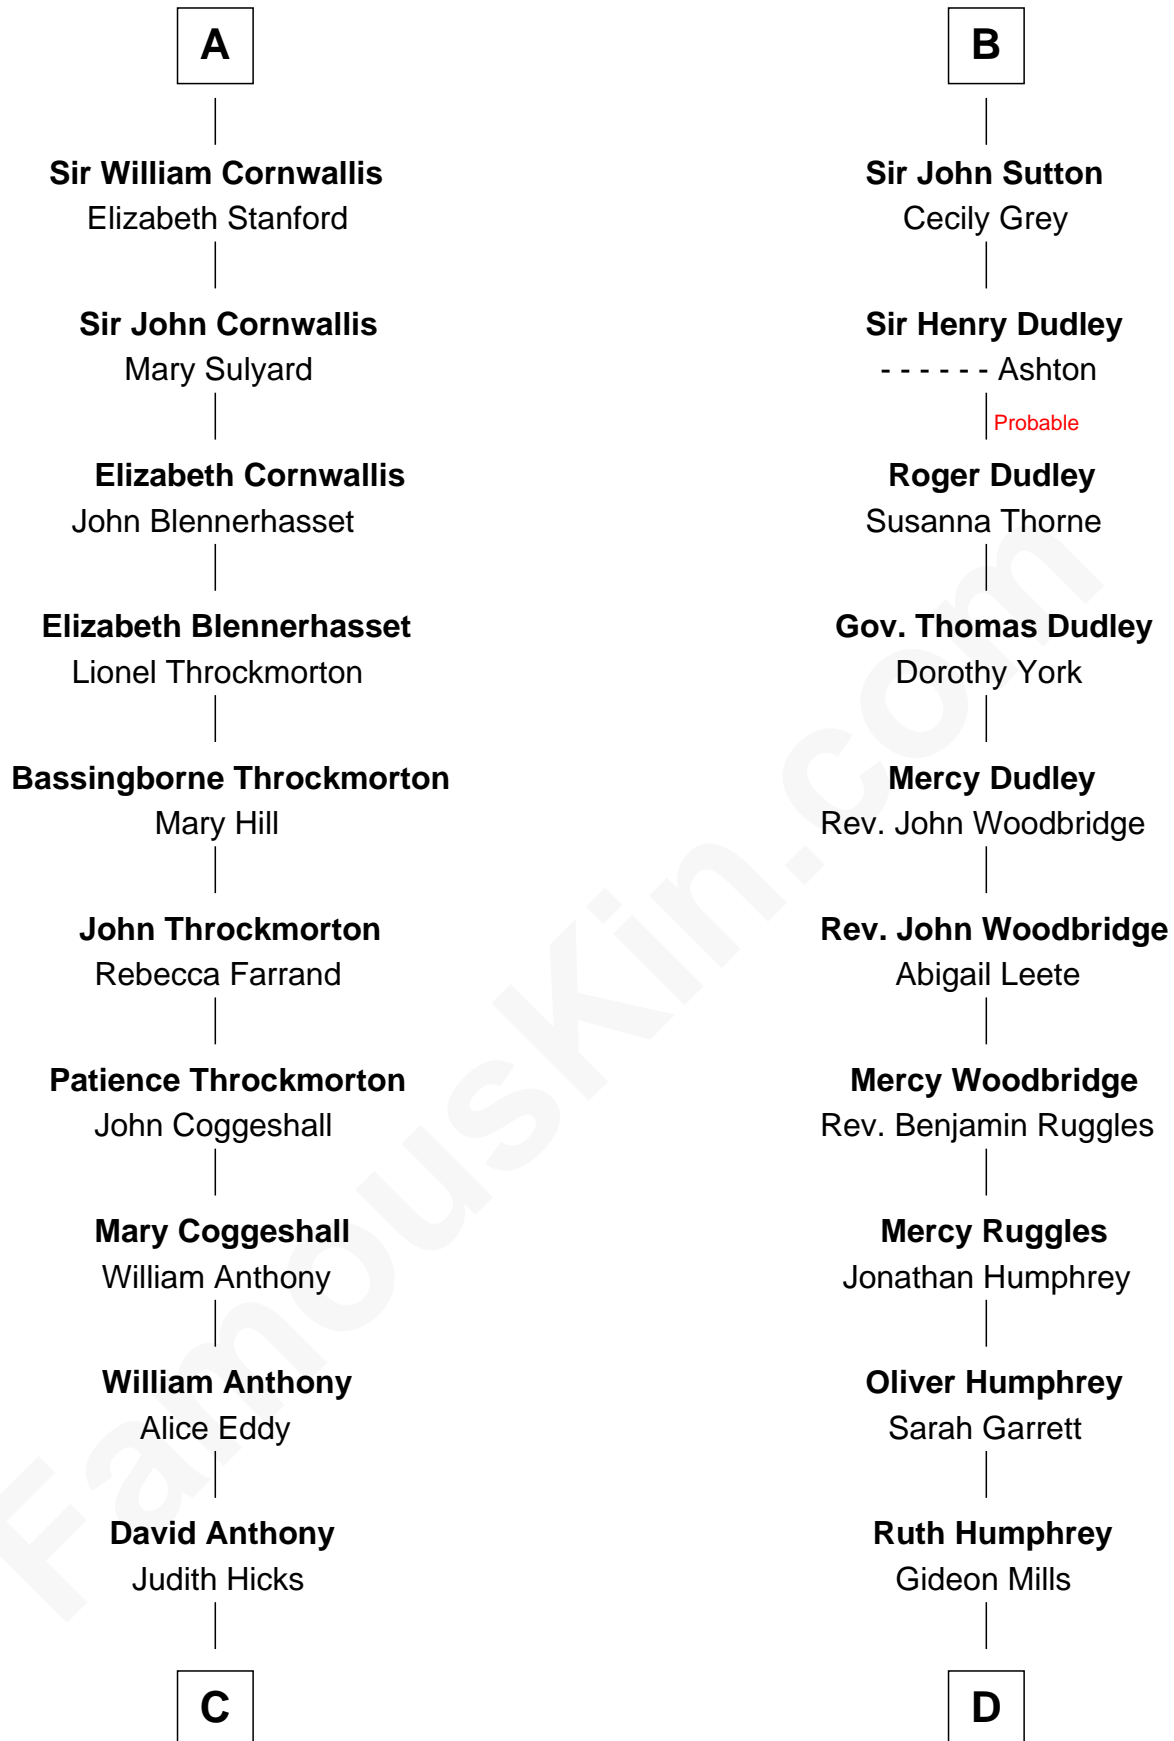 A
Sir William Cornwallis
Elizabeth Stanford
Sir John Cornwallis
Mary Sulyard
Elizabeth Cornwallis
John Blennerhasset
Elizabeth Blennerhasset
Lionel Throckmorton
Bassingborne Throckmorton
Mary Hill
John Throckmorton
Rebecca Farrand
Patience Throckmorton
John Coggeshall
Mary Coggeshall
William Anthony
William Anthony
Alice Eddy
David Anthony
Judith Hicks
C
B
Sir John Sutton
Cecily Grey
Sir Henry Dudley
- - - - - - Ashton
Probable
Roger Dudley
Susanna Thorne
Gov. Thomas Dudley
Dorothy York
Mercy Dudley
Rev. John Woodbridge
Rev. John Woodbridge
Abigail Leete
Mercy Woodbridge
Rev. Benjamin Ruggles
Mercy Ruggles
Jonathan Humphrey
Oliver Humphrey
Sarah Garrett
Ruth Humphrey
Gideon Mills
D
FamousKin.com